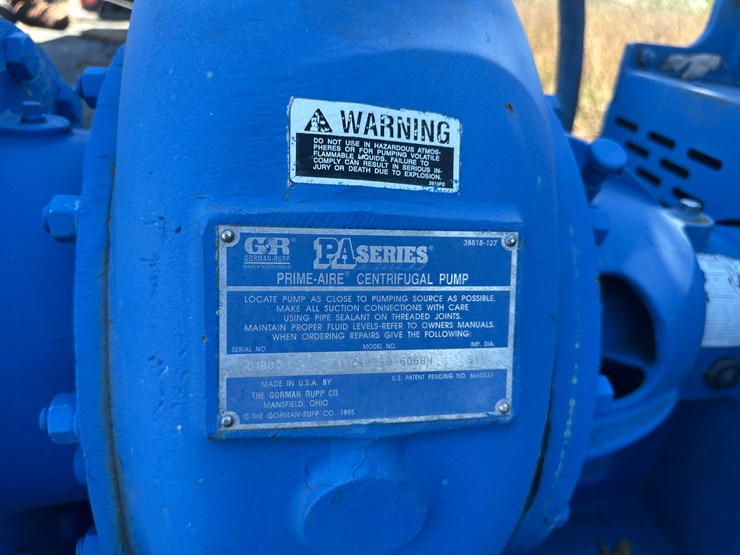 WARNING
DO NOT USE IN HAZARDOUS ATMOS-
PHERES OR FOR PUMPING VOLATILE
FLAMMABLE LIQUIDS. FAILURE TO
COMPLY CAN RESULT IN SERIOUS IN-
JURY OR DEATH DUE TO EXPLOSION.
2613FE
GR
GORMAN-RUPP
PA SERIES®
38818-127
PRIME-AIRE® CENTRIFUGAL PUMP
LOCATE PUMP AS CLOSE TO PUMPING SOURCE AS POSSIBLE.
MAKE ALL SUCTION CONNECTIONS WITH CARE
USING PIPE SEALANT ON THREADED JOINTS.
MAINTAIN PROPER FLUID LEVELS-REFER TO OWNERS MANUALS.
WHEN ORDERING REPAIRS GIVE THE FOLLOWING:
SERIAL NO. MODEL NO. IMP. DIA.
MADE IN U.S.A. BY
U.S. PATENT PENDING NO.
THE GORMAN RUPP CO.
MANSFIELD, OHIO
© THE GORMAN-RUPP CO. 1995